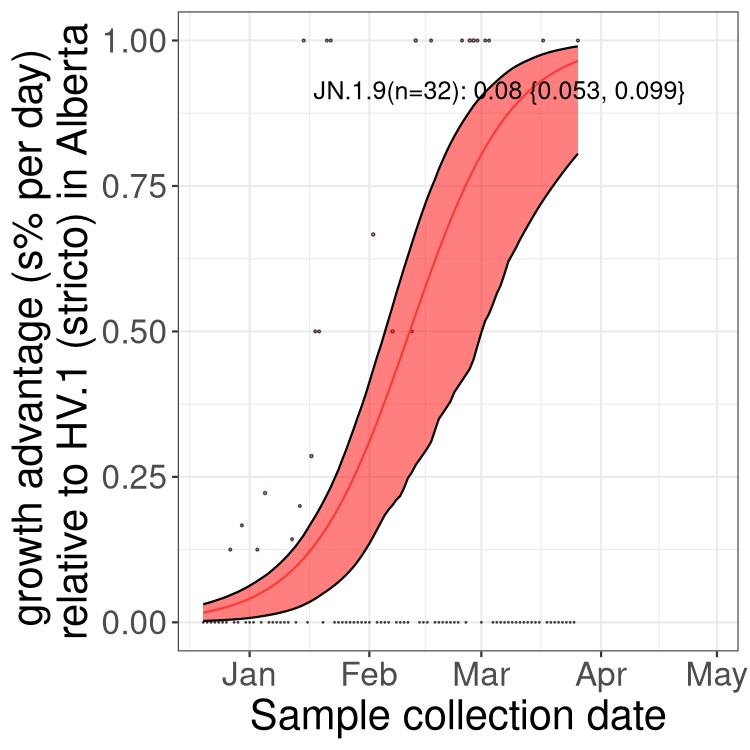 growth advantage (s% per day)
relative to HV.1 (stricto) in Alberta
1.00
0.75
0.50
0.25
0.00
JN.1.9(n=32): 0.08 {0.053, 0.099}
Jan Feb Mar Apr May
Sample collection date